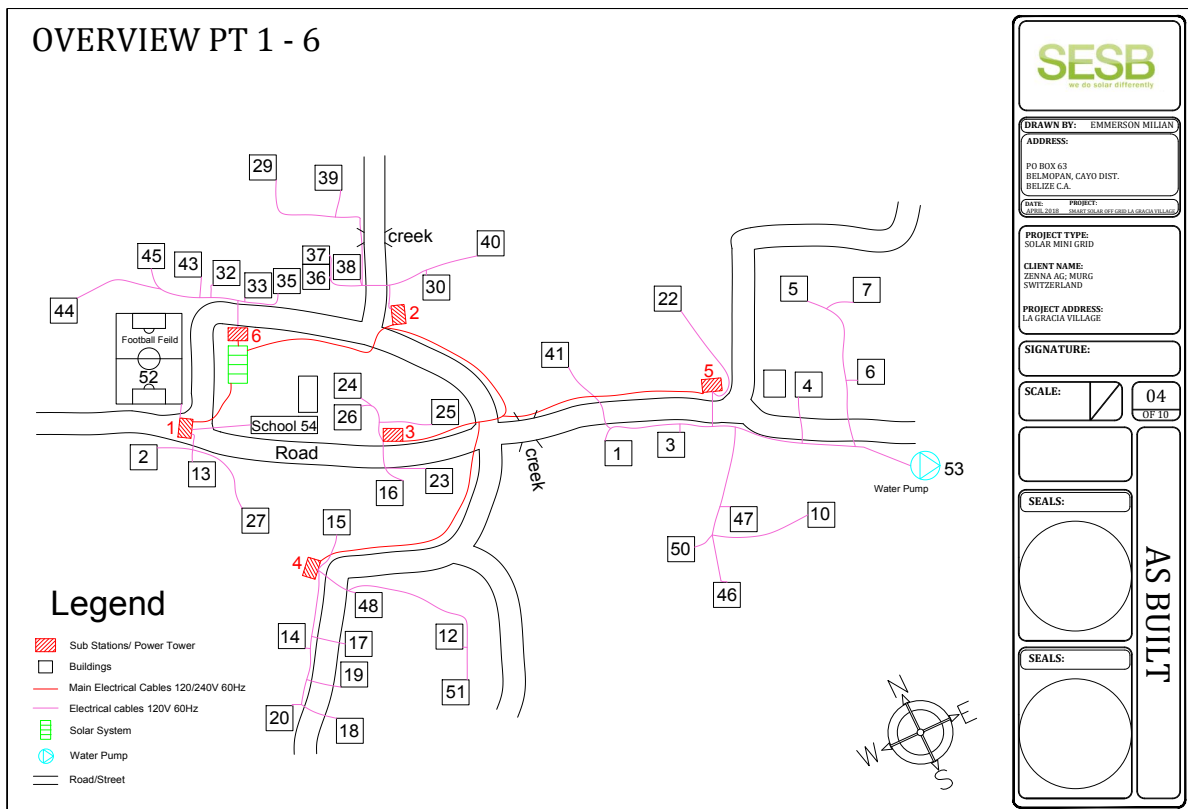 OVERVIEW PT 1 - 6
29
39
creek
40
45
43
32
33
35
37
36
38
30
44
2
22
5
7
Football Feild
6
52
41
5
24
4
6
26
25
1
School 54
3
Road
2
13
16
23
creek
1
3
53
Water Pump
27
15
47
10
50
4
46
48
14
17
12
19
51
20
18
Legend
Sub Stations/ Power Tower
Buildings
Main Electrical Cables 120/240V 60Hz
Electrical cables 120V 60Hz
Solar System
Water Pump
Road/Street
N
E
W
S
SESB
we do solar differently
DRAWN BY: EMMERSON MILIAN
ADDRESS:
PO BOX 63
BELMOPAN, CAYO DIST.
BELIZE C.A.
DATE: PROJECT:
APRIL 2018 SMART SOLAR OFF GRID LA GRACIA VILLAGE
PROJECT TYPE:
SOLAR MINI GRID
CLIENT NAME:
ZENNA AG; MURG
SWITZERLAND
PROJECT ADDRESS:
LA GRACIA VILLAGE
SIGNATURE:
SCALE:
04
OF 10
SEALS:
SEALS:
AS BUILT